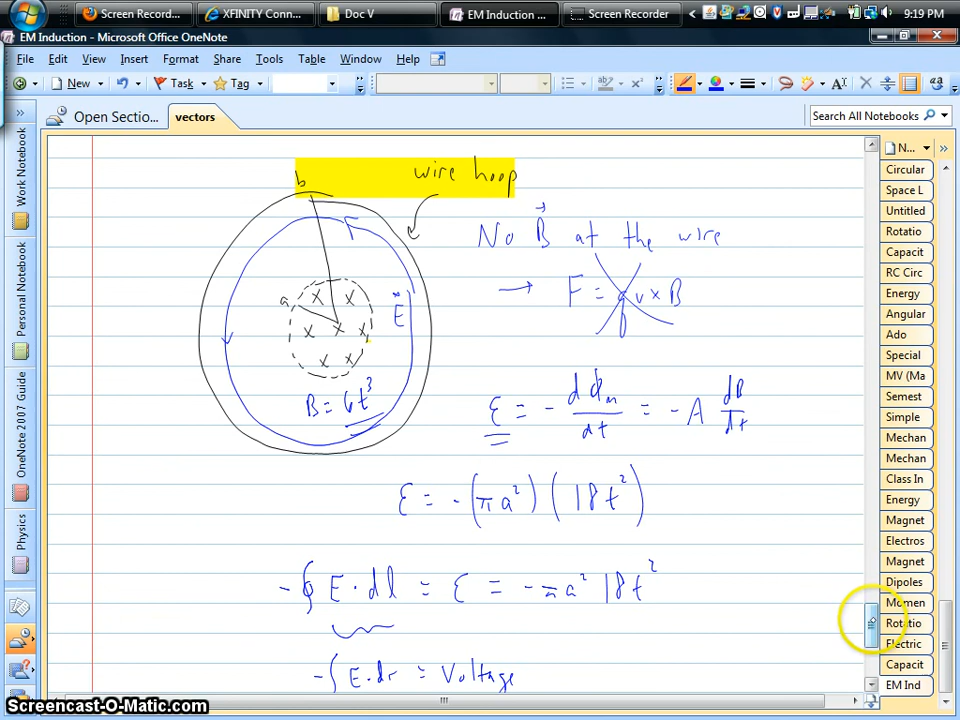 Screen Record...
XFINITY Conn...
Doc V
EM Induction ...
Screen Recorder
9:19 PM
EM Induction - Microsoft Office OneNote
File Edit View Insert Format Share Tools Table Window Help
New Task Tag
Open Sectio... vectors
Search All Notebooks
N...
Work Notebook
Personal Notebook
OneNote 2007 Guide
Physics
Circular
Space L
Untitled
Rotatio
Capacit
RC Circ
Energy
Angular
Ado
Special
MV (Ma
Semest
Simple
Mechan
Mechan
Class In
Energy
Magnet
Electros
Magnet
Dipoles
Momen
Rotatio
Electric
Capacit
EM Ind
b wire hoop
No B⃗ at the wire
→ F = qv×B
a
x x
x x x
x x
E⃗
B = 6t³
ℰ = - dΦm/dt = -A dB/dt
ℰ = -(πa²)(18t²)
-∮ E·dl = ℰ = -πa² 18t²
-∫ E·dr = Voltage
Screencast-O-Matic.com